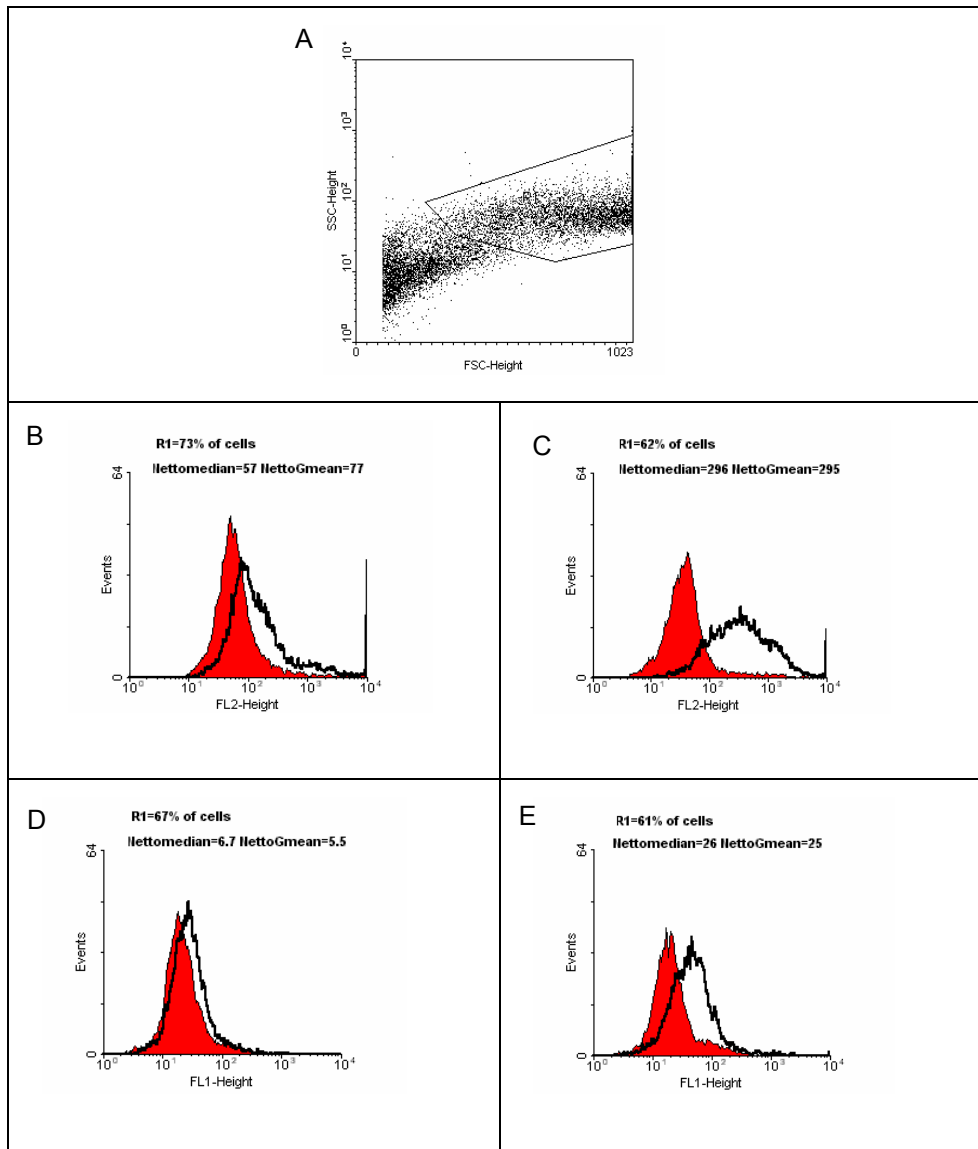 A
10⁴
10³
10²
10¹
10⁰
SSC-Height
R1
0 1023
FSC-Height
B
R1=73% of cells
Nettomedian=57 NettoGmean=77
64
Events
0
10⁰ 10¹ 10² 10³ 10⁴
FL2-Height
C
R1=62% of cells
Nettomedian=296 NettoGmean=295
64
Events
0
10⁰ 10¹ 10² 10³ 10⁴
FL2-Height
D
R1=67% of cells
Nettomedian=6.7 NettoGmean=5.5
64
Events
0
10⁰ 10¹ 10² 10³ 10⁴
FL1-Height
E
R1=61% of cells
Nettomedian=26 NettoGmean=25
64
Events
0
10⁰ 10¹ 10² 10³ 10⁴
FL1-Height